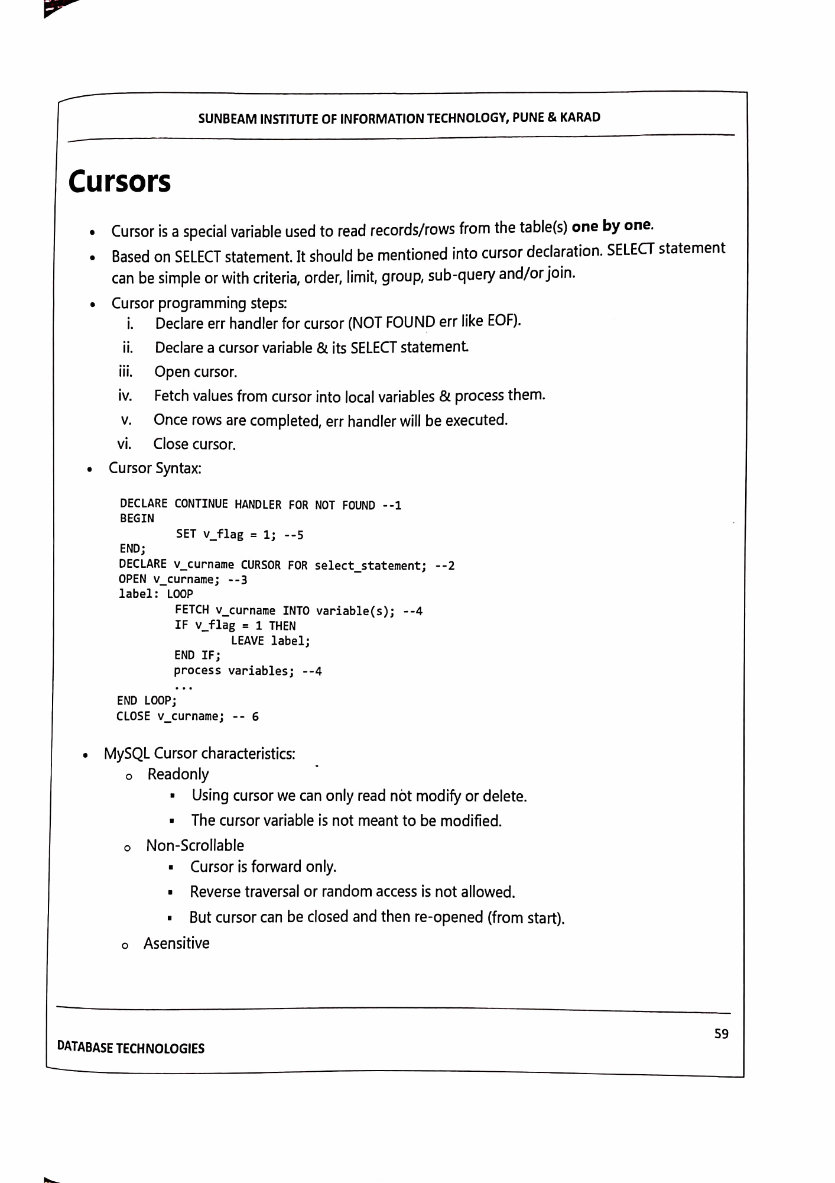 SUNBEAM INSTITUTE OF INFORMATION TECHNOLOGY, PUNE & KARAD
Cursors
• Cursor is a special variable used to read records/rows from the table(s) one by one.
• Based on SELECT statement. It should be mentioned into cursor declaration. SELECT statement
can be simple or with criteria, order, limit, group, sub-query and/or join.
• Cursor programming steps:
i. Declare err handler for cursor (NOT FOUND err like EOF).
ii. Declare a cursor variable & its SELECT statement.
iii. Open cursor.
iv. Fetch values from cursor into local variables & process them.
v. Once rows are completed, err handler will be executed.
vi. Close cursor.
• Cursor Syntax:
DECLARE CONTINUE HANDLER FOR NOT FOUND --1
BEGIN
SET v_flag = 1; --5
END;
DECLARE v_curname CURSOR FOR select_statement; --2
OPEN v_curname; --3
label: LOOP
FETCH v_curname INTO variable(s); --4
IF v_flag = 1 THEN
LEAVE label;
END IF;
process variables; --4
...
END LOOP;
CLOSE v_curname; -- 6
• MySQL Cursor characteristics:
o Readonly
▪ Using cursor we can only read not modify or delete.
▪ The cursor variable is not meant to be modified.
o Non-Scrollable
▪ Cursor is forward only.
▪ Reverse traversal or random access is not allowed.
▪ But cursor can be closed and then re-opened (from start).
o Asensitive
59
DATABASE TECHNOLOGIES